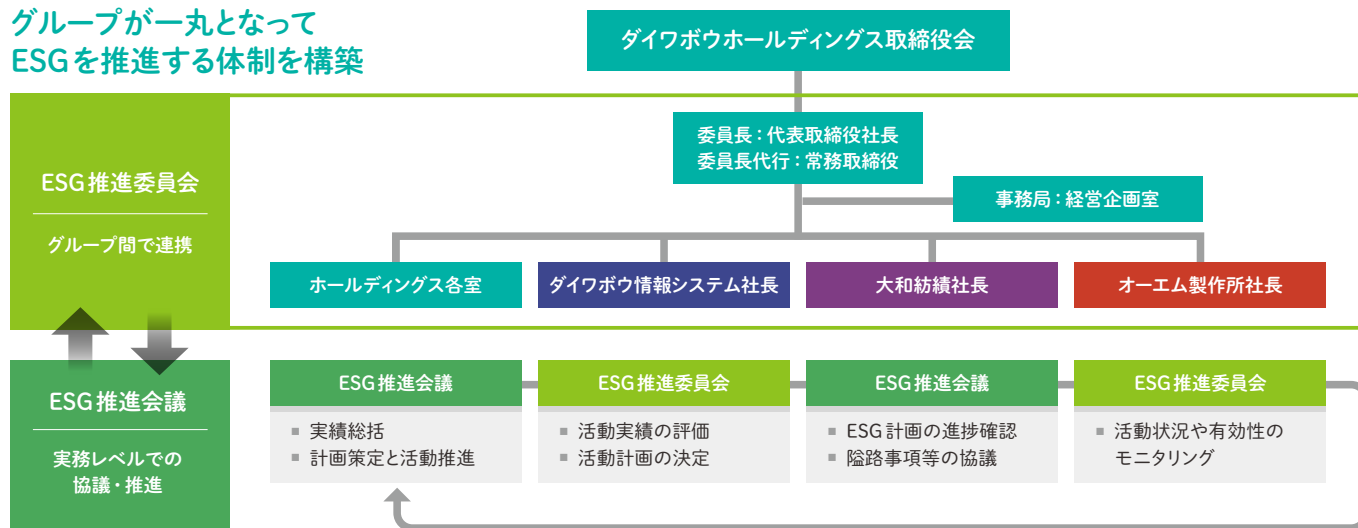 グループが一丸となって
ESGを推進する体制を構築
ダイワボウホールディングス取締役会
ESG推進委員会
グループ間で連携
委員長：代表取締役社長
委員長代行：常務取締役
事務局：経営企画室
ホールディングス各室
ダイワボウ情報システム社長
大和紡績社長
オーエム製作所社長
ESG推進会議
実務レベルでの
協議・推進
ESG推進会議
■ 実績総括
■ 計画策定と活動推進
ESG推進委員会
■ 活動実績の評価
■ 活動計画の決定
ESG推進会議
■ ESG計画の進捗確認
■ 隘路事項等の協議
ESG推進委員会
■ 活動状況や有効性の
モニタリング